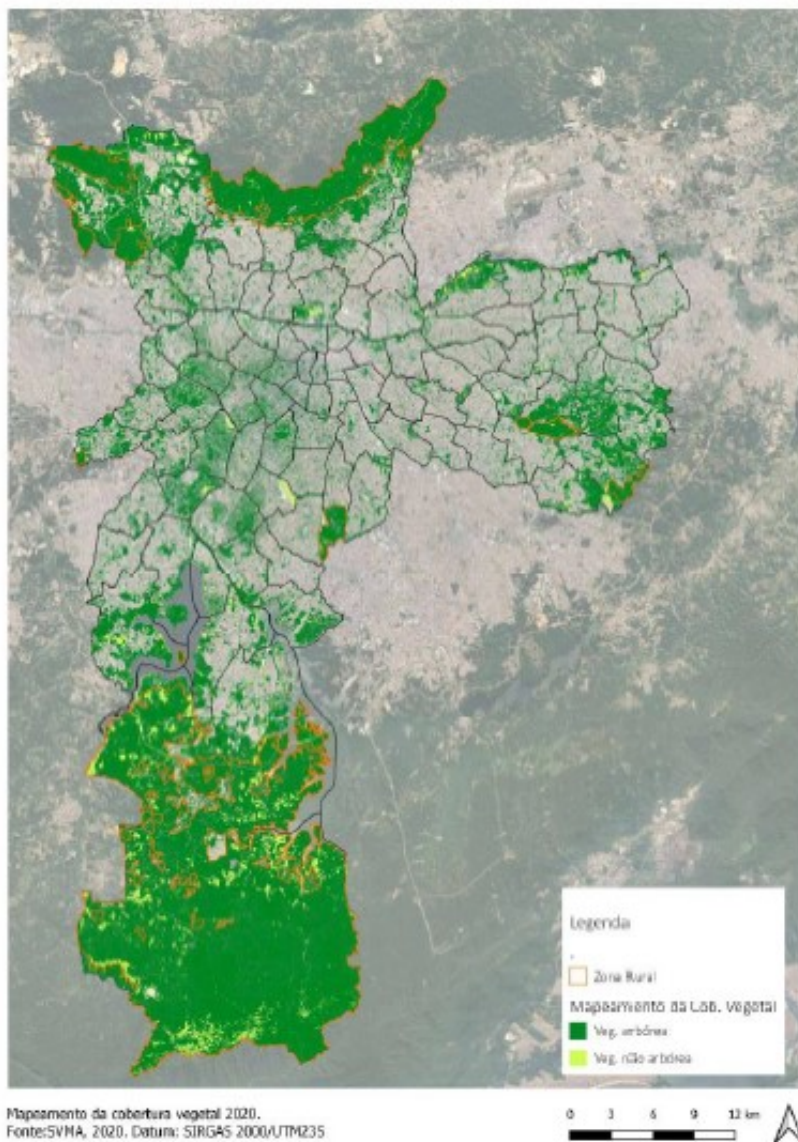 Legenda
.
Zona Rural
Mapeamento da Cob. Vegetal
Veg. arbórea
Veg. não arbórea
Mapeamento da cobertura vegetal 2020.
Fonte:SVMA, 2020. Datum: SIRGAS 2000/UTM23S
0 3 6 9 12 km